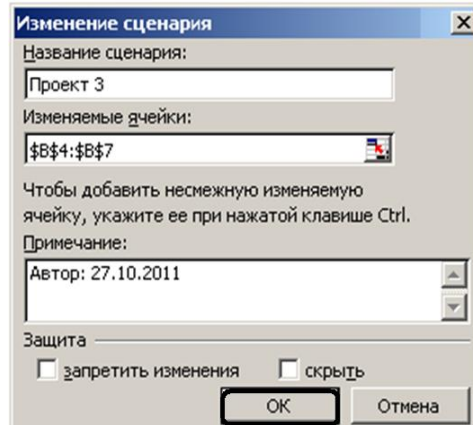 Изменение сценария
Название сценария:
Проект 3
Изменяемые ячейки:
$B$4:$B$7
Чтобы добавить несмежную изменяемую
ячейку, укажите ее при нажатой клавише Ctrl.
Примечание:
Автор: 27.10.2011
Защита
запретить изменения скрыть
ОК Отмена